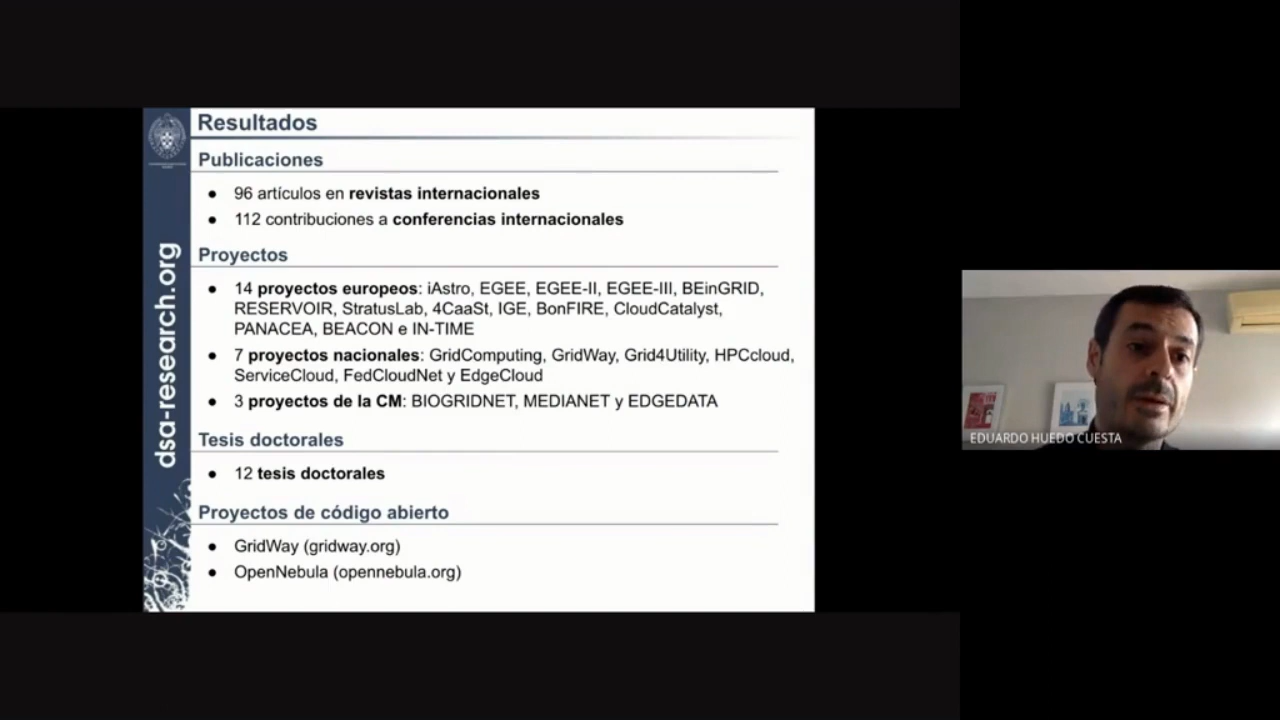 Resultados
Publicaciones
● 96 artículos en revistas internacionales
● 112 contribuciones a conferencias internacionales
Proyectos
● 14 proyectos europeos: iAstro, EGEE, EGEE-II, EGEE-III, BEinGRID,
RESERVOIR, StratusLab, 4CaaSt, IGE, BonFIRE, CloudCatalyst,
PANACEA, BEACON e IN-TIME
● 7 proyectos nacionales: GridComputing, GridWay, Grid4Utility, HPCcloud,
ServiceCloud, FedCloudNet y EdgeCloud
● 3 proyectos de la CM: BIOGRIDNET, MEDIANET y EDGEDATA
Tesis doctorales
● 12 tesis doctorales
Proyectos de código abierto
● GridWay (gridway.org)
● OpenNebula (opennebula.org)
dsa-research.org
EDUARDO HUEDO CUESTA